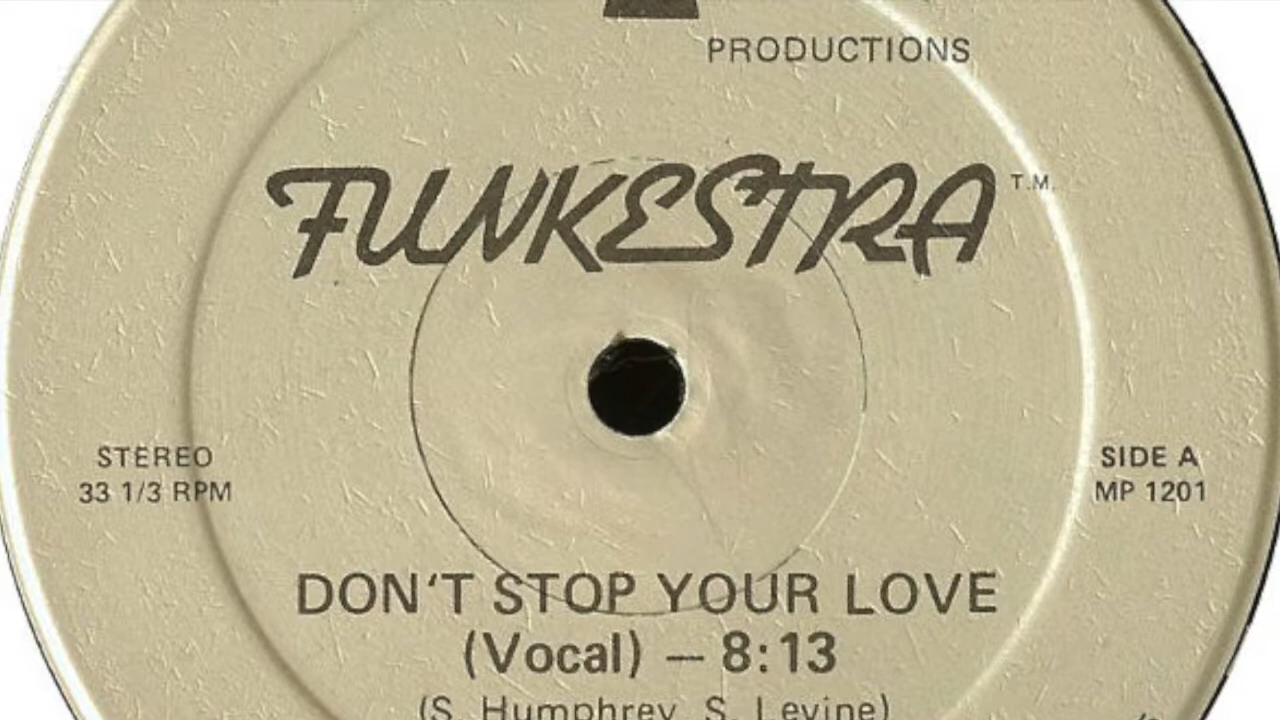 PRODUCTIONS
FUNKESTRA T.M.
STEREO
33 1/3 RPM
SIDE A
MP 1201
DON'T STOP YOUR LOVE
(Vocal) — 8:13
(S. Humphrey, S. Levine)